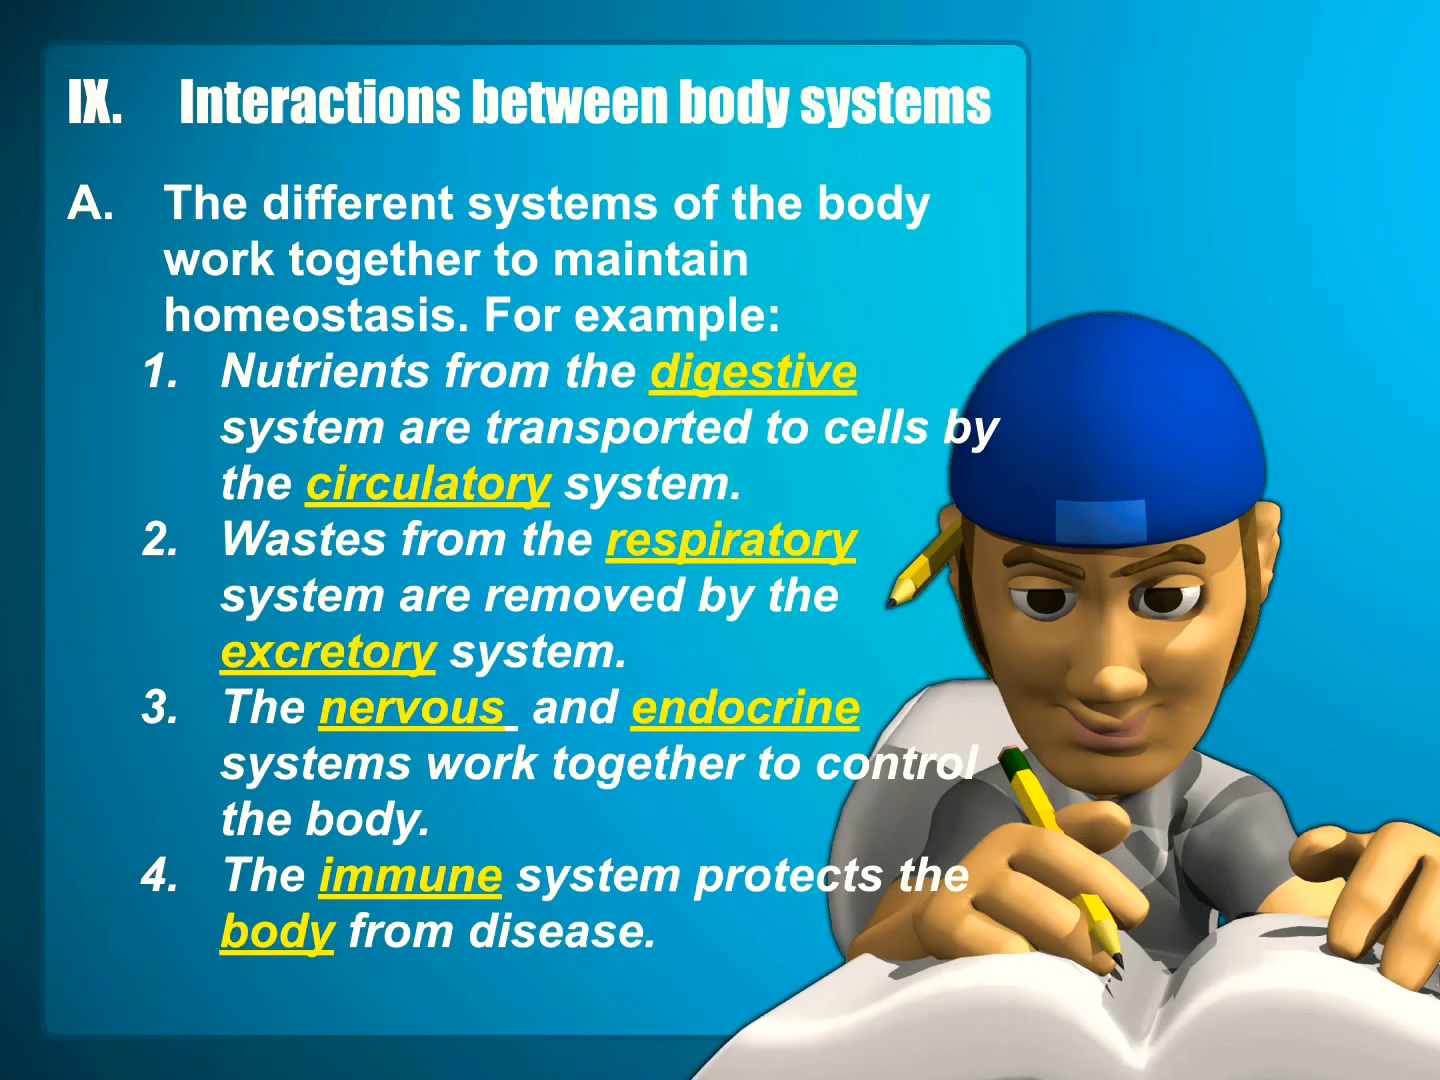 IX. Interactions between body systems
A. The different systems of the body
work together to maintain
homeostasis. For example:
1. Nutrients from the digestive
system are transported to cells by
the circulatory system.
2. Wastes from the respiratory
system are removed by the
excretory system.
3. The nervous and endocrine
systems work together to control
the body.
4. The immune system protects the
body from disease.